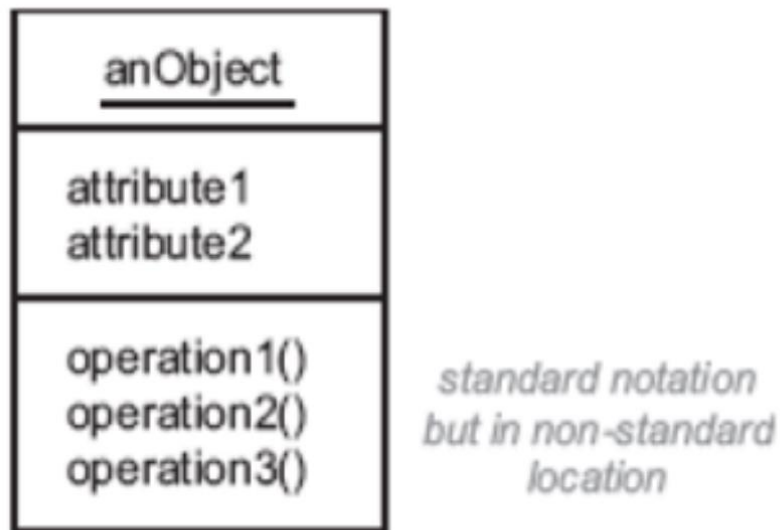 anObject
attribute1
attribute2
operation1()
operation2()
operation3()
standard notation
but in non-standard
location